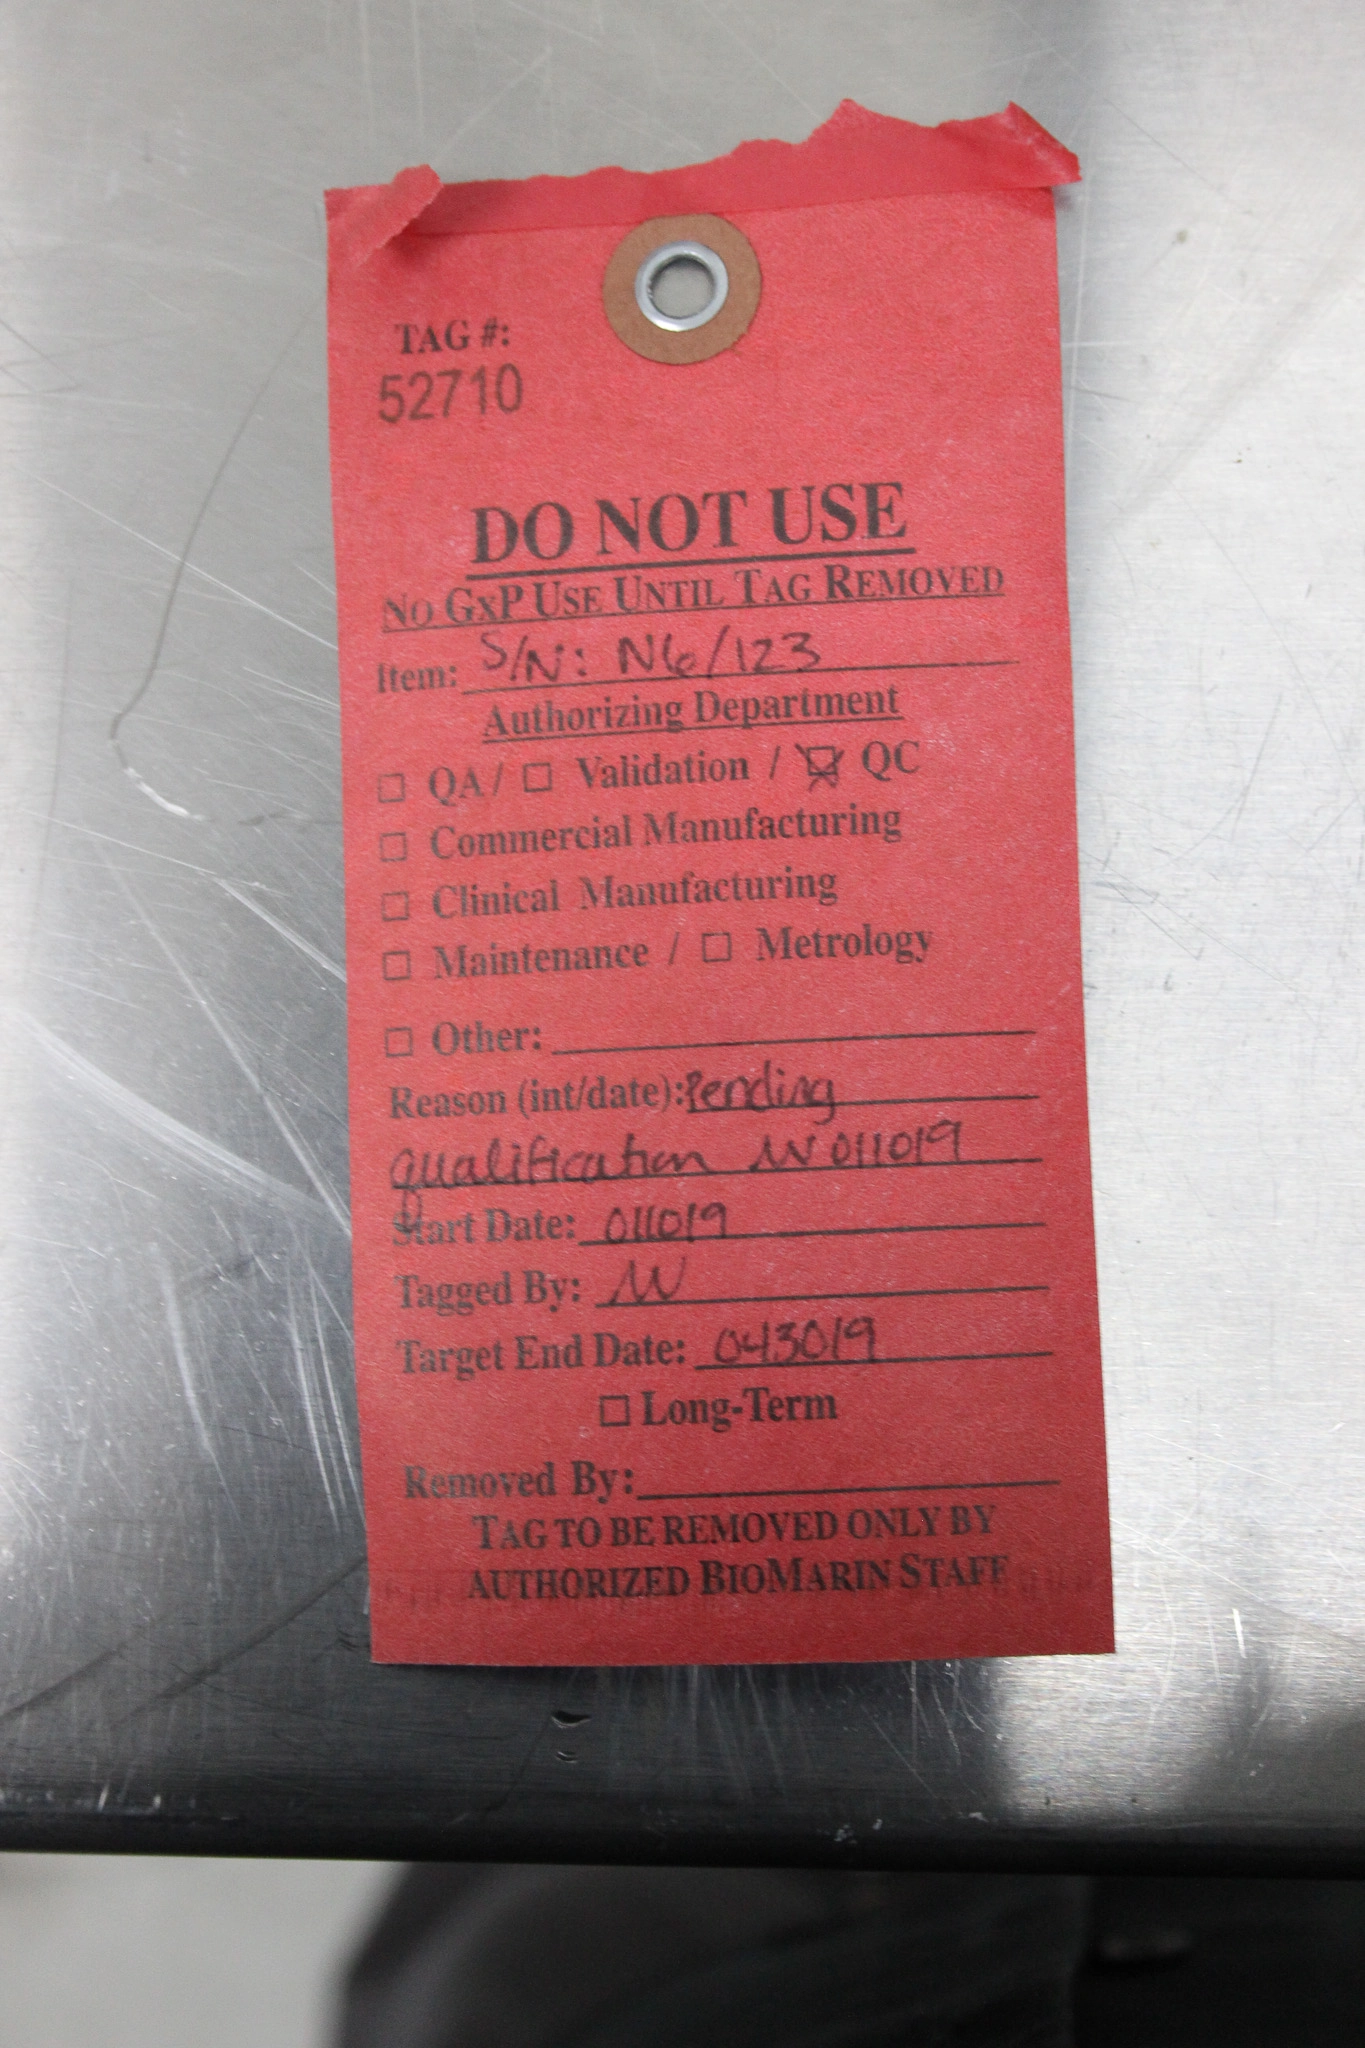 TAG #:
52710
DO NOT USE
NO GXP USE UNTIL TAG REMOVED
Item: S/N: N6/123
Authorizing Department
☐ QA / ☐ Validation / ☒ QC
☐ Commercial Manufacturing
☐ Clinical Manufacturing
☐ Maintenance / ☐ Metrology
☐ Other:
Reason (int/date): Pending
qualification 011019
Start Date: 011019
Tagged By:
Target End Date: 043019
☐ Long-Term
Removed By:
TAG TO BE REMOVED ONLY BY
AUTHORIZED BIOMARIN STAFF